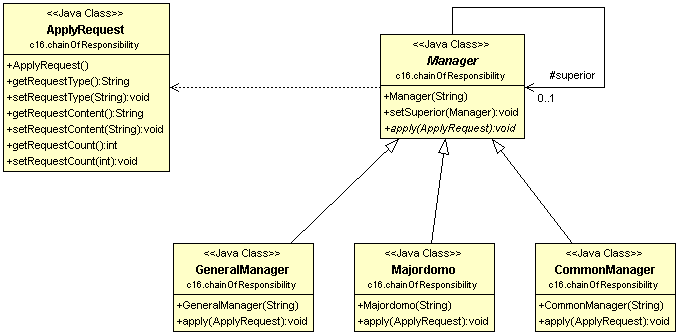 <<Java Class>>
ApplyRequest
c16.chainOfResponsibility
+ApplyRequest()
+getRequestType():String
+setRequestType(String):void
+getRequestContent():String
+setRequestContent(String):void
+getRequestCount():int
+setRequestCount(int):void
<<Java Class>>
Manager
c16.chainOfResponsibility
+Manager(String)
+setSuperior(Manager):void
+apply(ApplyRequest):void
#superior
0..1
<<Java Class>>
GeneralManager
c16.chainOfResponsibility
+GeneralManager(String)
+apply(ApplyRequest):void
<<Java Class>>
Majordomo
c16.chainOfResponsibility
+Majordomo(String)
+apply(ApplyRequest):void
<<Java Class>>
CommonManager
c16.chainOfResponsibility
+CommonManager(String)
+apply(ApplyRequest):void